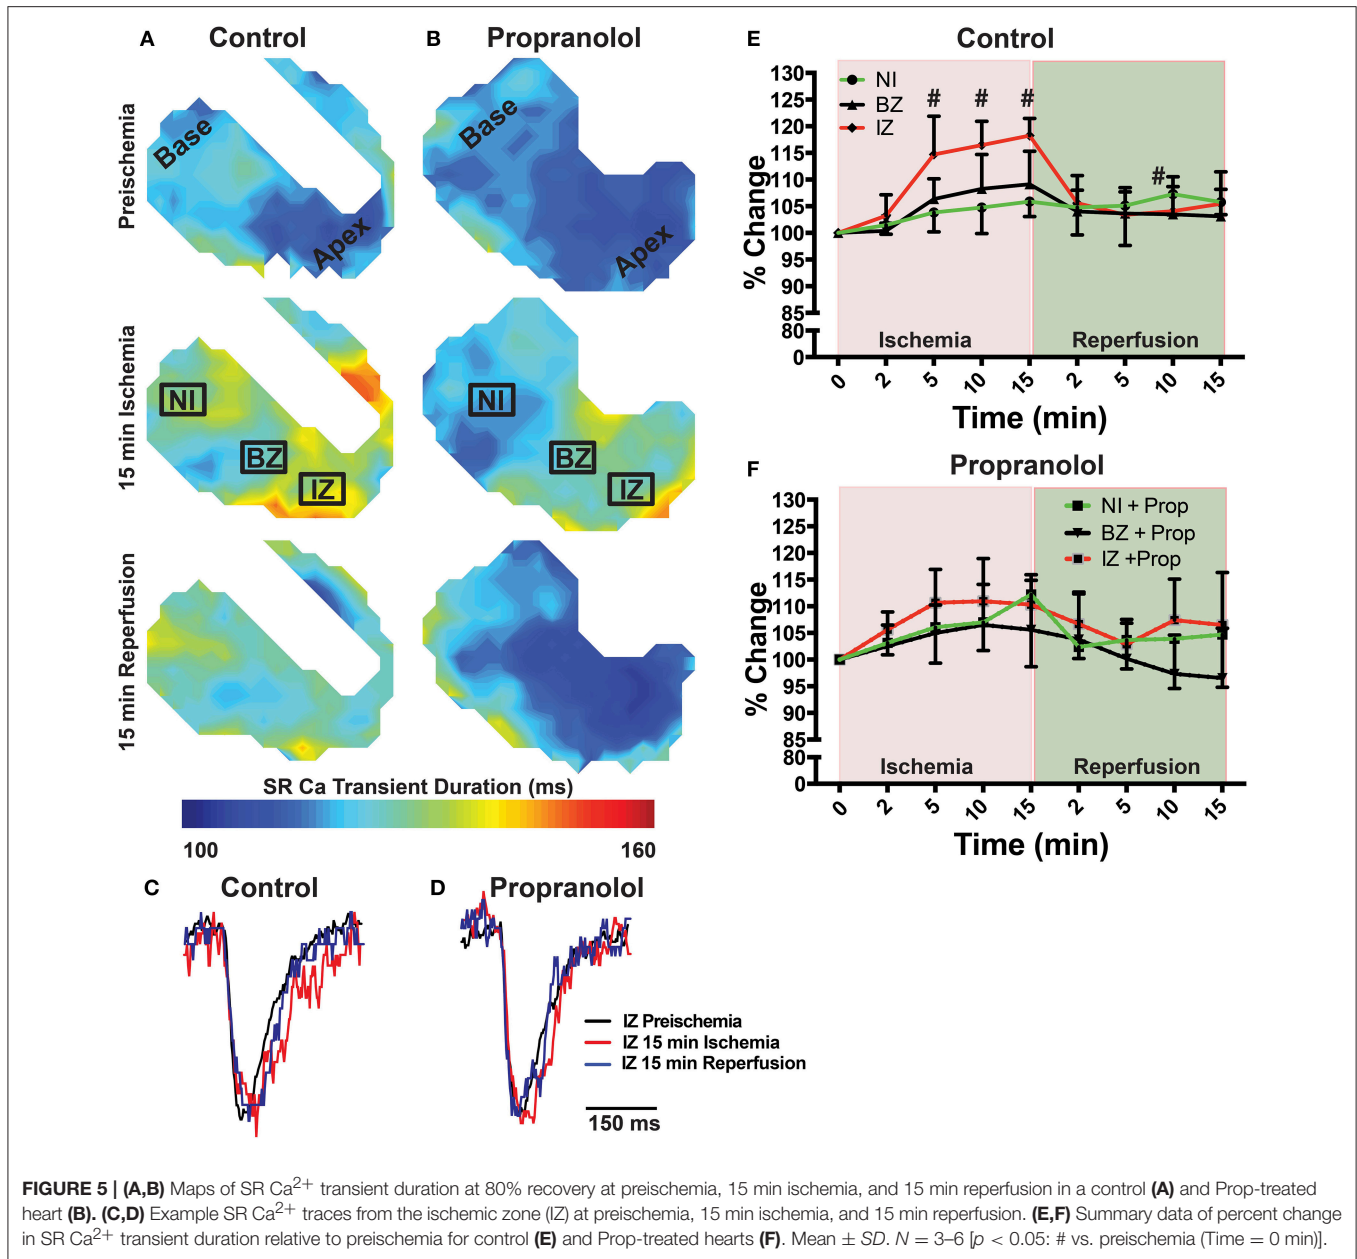 A
Control
B
Propranolol
Preischemia
Base
Apex
Base
Apex
15 min Ischemia
NI
BZ
IZ
NI
BZ
IZ
15 min Reperfusion
SR Ca Transient Duration (ms)
100
160
C
Control
D
Propranolol
IZ Preischemia
IZ 15 min Ischemia
IZ 15 min Reperfusion
150 ms
E
Control
% Change
130
125
120
115
110
105
100
95
90
85
80
0
NI
BZ
IZ
#
#
#
#
Ischemia
Reperfusion
0
2
5
10
15
2
5
10
15
Time (min)
F
Propranolol
% Change
130
125
120
115
110
105
100
95
90
85
80
0
NI + Prop
BZ + Prop
IZ +Prop
Ischemia
Reperfusion
0
2
5
10
15
2
5
10
15
Time (min)
FIGURE 5 | (A,B) Maps of SR Ca2+ transient duration at 80% recovery at preischemia, 15 min ischemia, and 15 min reperfusion in a control (A) and Prop-treated
heart (B). (C,D) Example SR Ca2+ traces from the ischemic zone (IZ) at preischemia, 15 min ischemia, and 15 min reperfusion. (E,F) Summary data of percent change
in SR Ca2+ transient duration relative to preischemia for control (E) and Prop-treated hearts (F). Mean ± SD. N = 3–6 [p < 0.05: # vs. preischemia (Time = 0 min)].